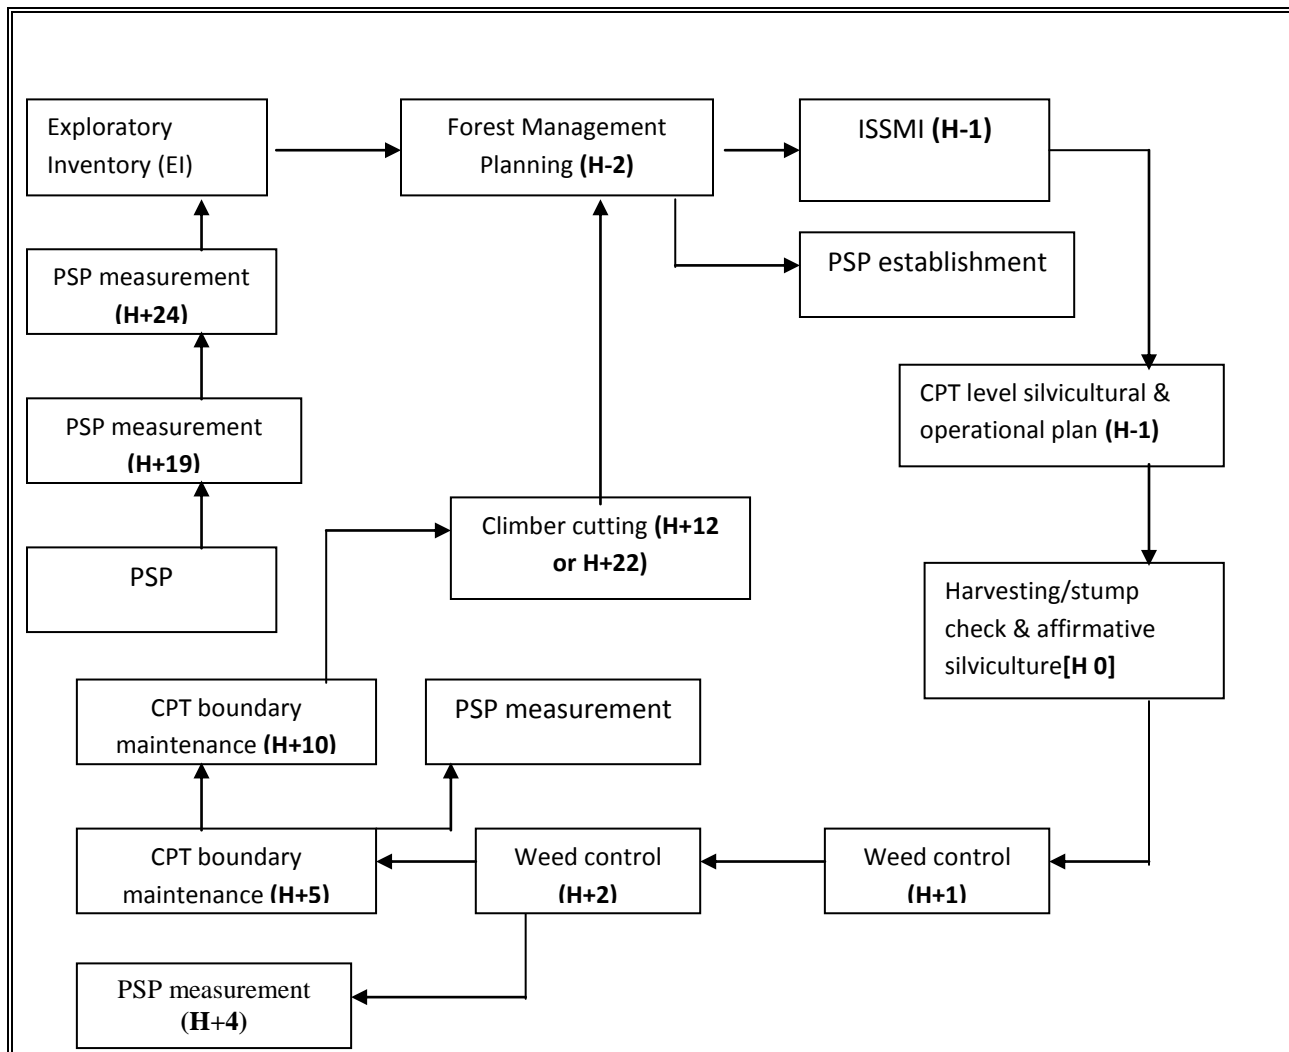 Exploratory
Inventory (EI)
Forest Management
Planning (H-2)
ISSMI (H-1)
PSP establishment
PSP measurement
(H+24)
CPT level silvicultural &
operational plan (H-1)
PSP measurement
(H+19)
Climber cutting (H+12
or H+22)
PSP
Harvesting/stump
check & affirmative
silviculture[H 0]
CPT boundary
maintenance (H+10)
PSP measurement
CPT boundary
maintenance (H+5)
Weed control
(H+2)
Weed control
(H+1)
PSP measurement
(H+4)